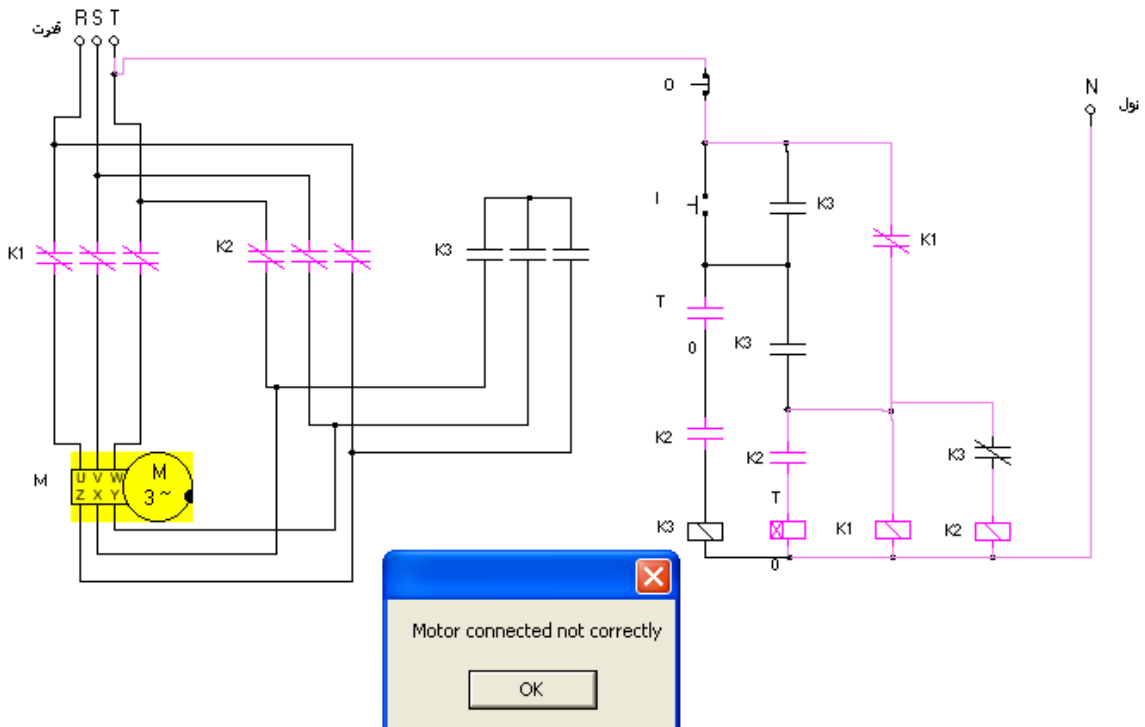 قدرت
R S T
O
N
نول
I
K3
K1
K2
K3
K1
T
0
K3
K2
K2
K3
M
U V W
Z X Y
M
3~
T
K3
K1
K2
0
Motor connected not correctly
OK